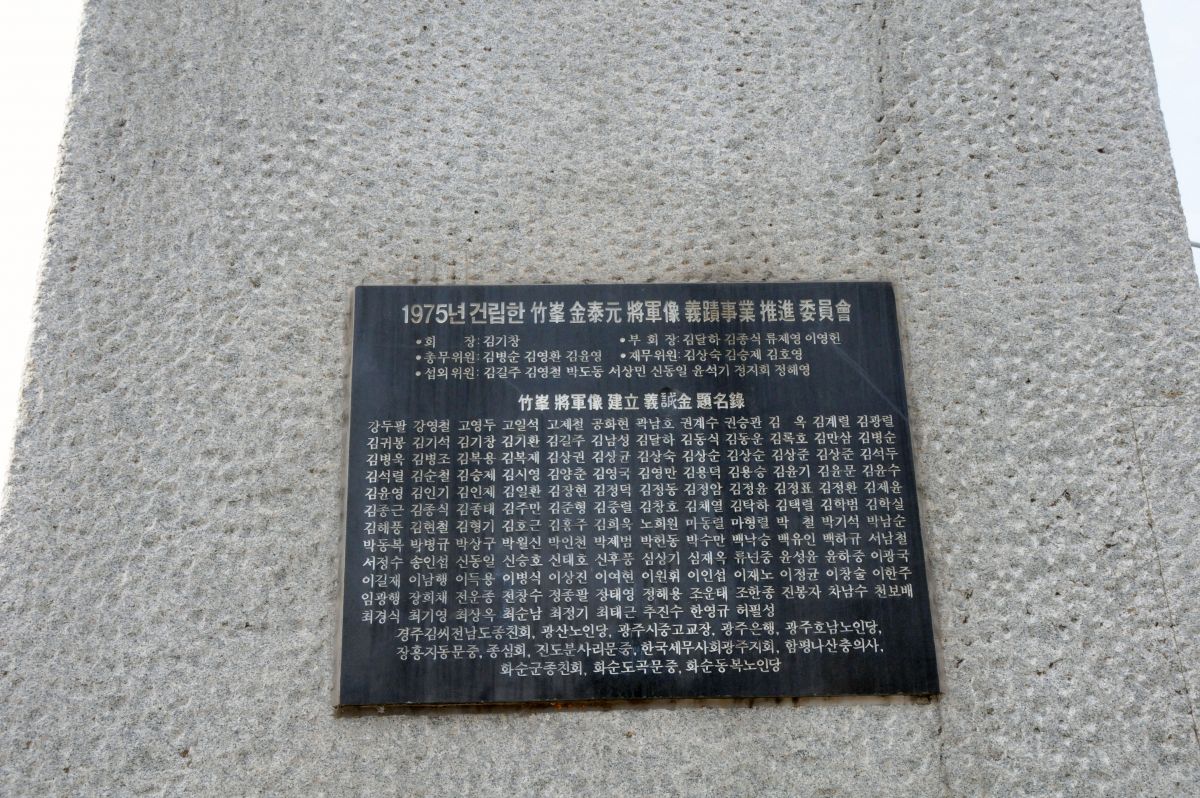 1975년 건립한 竹峯 金泰元 將軍像 義蹟事業 推進 委員會
•회 장:김기창 •부 회 장:김달하 김종식 류제영 이영헌
•총무위원:김병순 김영환 김윤영 •재무위원:김상숙 김승제 김호영
•섭외위원:김길주 김영철 박도동 서상민 신동일 윤석기 정지회 정해영
竹峯 將軍像 建立 義誠金 題名錄
강두팔 강영철 고영두 고일석 고제철 공화현 곽남호 권계수 권승관 김 옥 김계렬 김광렬
김귀봉 김기석 김기창 김기환 김길주 김남성 김달하 김동식 김동운 김록호 김만삼 김병순
김병욱 김병조 김복용 김복제 김상권 김상균 김상숙 김상순 김상순 김상준 김상준 김석두
김석렬 김순철 김승제 김시영 김양춘 김영국 김영만 김용덕 김용승 김윤기 김윤문 김윤수
김윤영 김인기 김인제 김일환 김장현 김정덕 김정동 김정암 김정윤 김정표 김정환 김제윤
김종근 김종식 김종태 김주만 김준형 김중렬 김창호 김채열 김탁하 김택렬 김학범 김학실
김해풍 김현철 김형기 김호근 김홍주 김희욱 노회원 마동렬 마형렬 박 철 박기석 박남순
박동복 박병규 박상구 박월신 박인천 박제범 박헌동 박수만 백낙승 백유인 백하규 서남철
서정수 송인섭 신동일 신승호 신태호 신후풍 심상기 심재옥 류넌중 윤성윤 윤하중 이광국
이길재 이남행 이득용 이병식 이상진 이여현 이원휘 이인섭 이재노 이정균 이창술 이한주
임광행 장희재 전운종 전창수 정종팔 장태영 정해용 조운태 조한종 진봉자 차남수 천보배
최경식 최기영 최상옥 최순남 최정기 최태근 추진수 한영규 허필성
경주김씨전남도종친회, 광산노인당, 광주시중고교장, 광주은행, 광주호남노인당,
장흥지동문중, 종심회, 진도분사리문중, 한국세무사회광주지회, 함평나산충의사,
화순군종친회, 화순도곡문중, 화순동복노인당